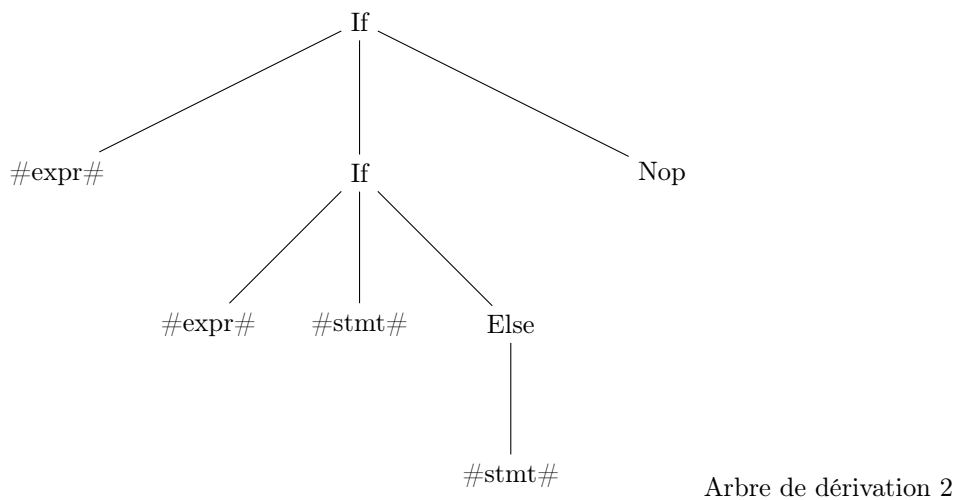 If
#expr# If Nop
#expr# #stmt# Else
#stmt#
Arbre de dérivation 2